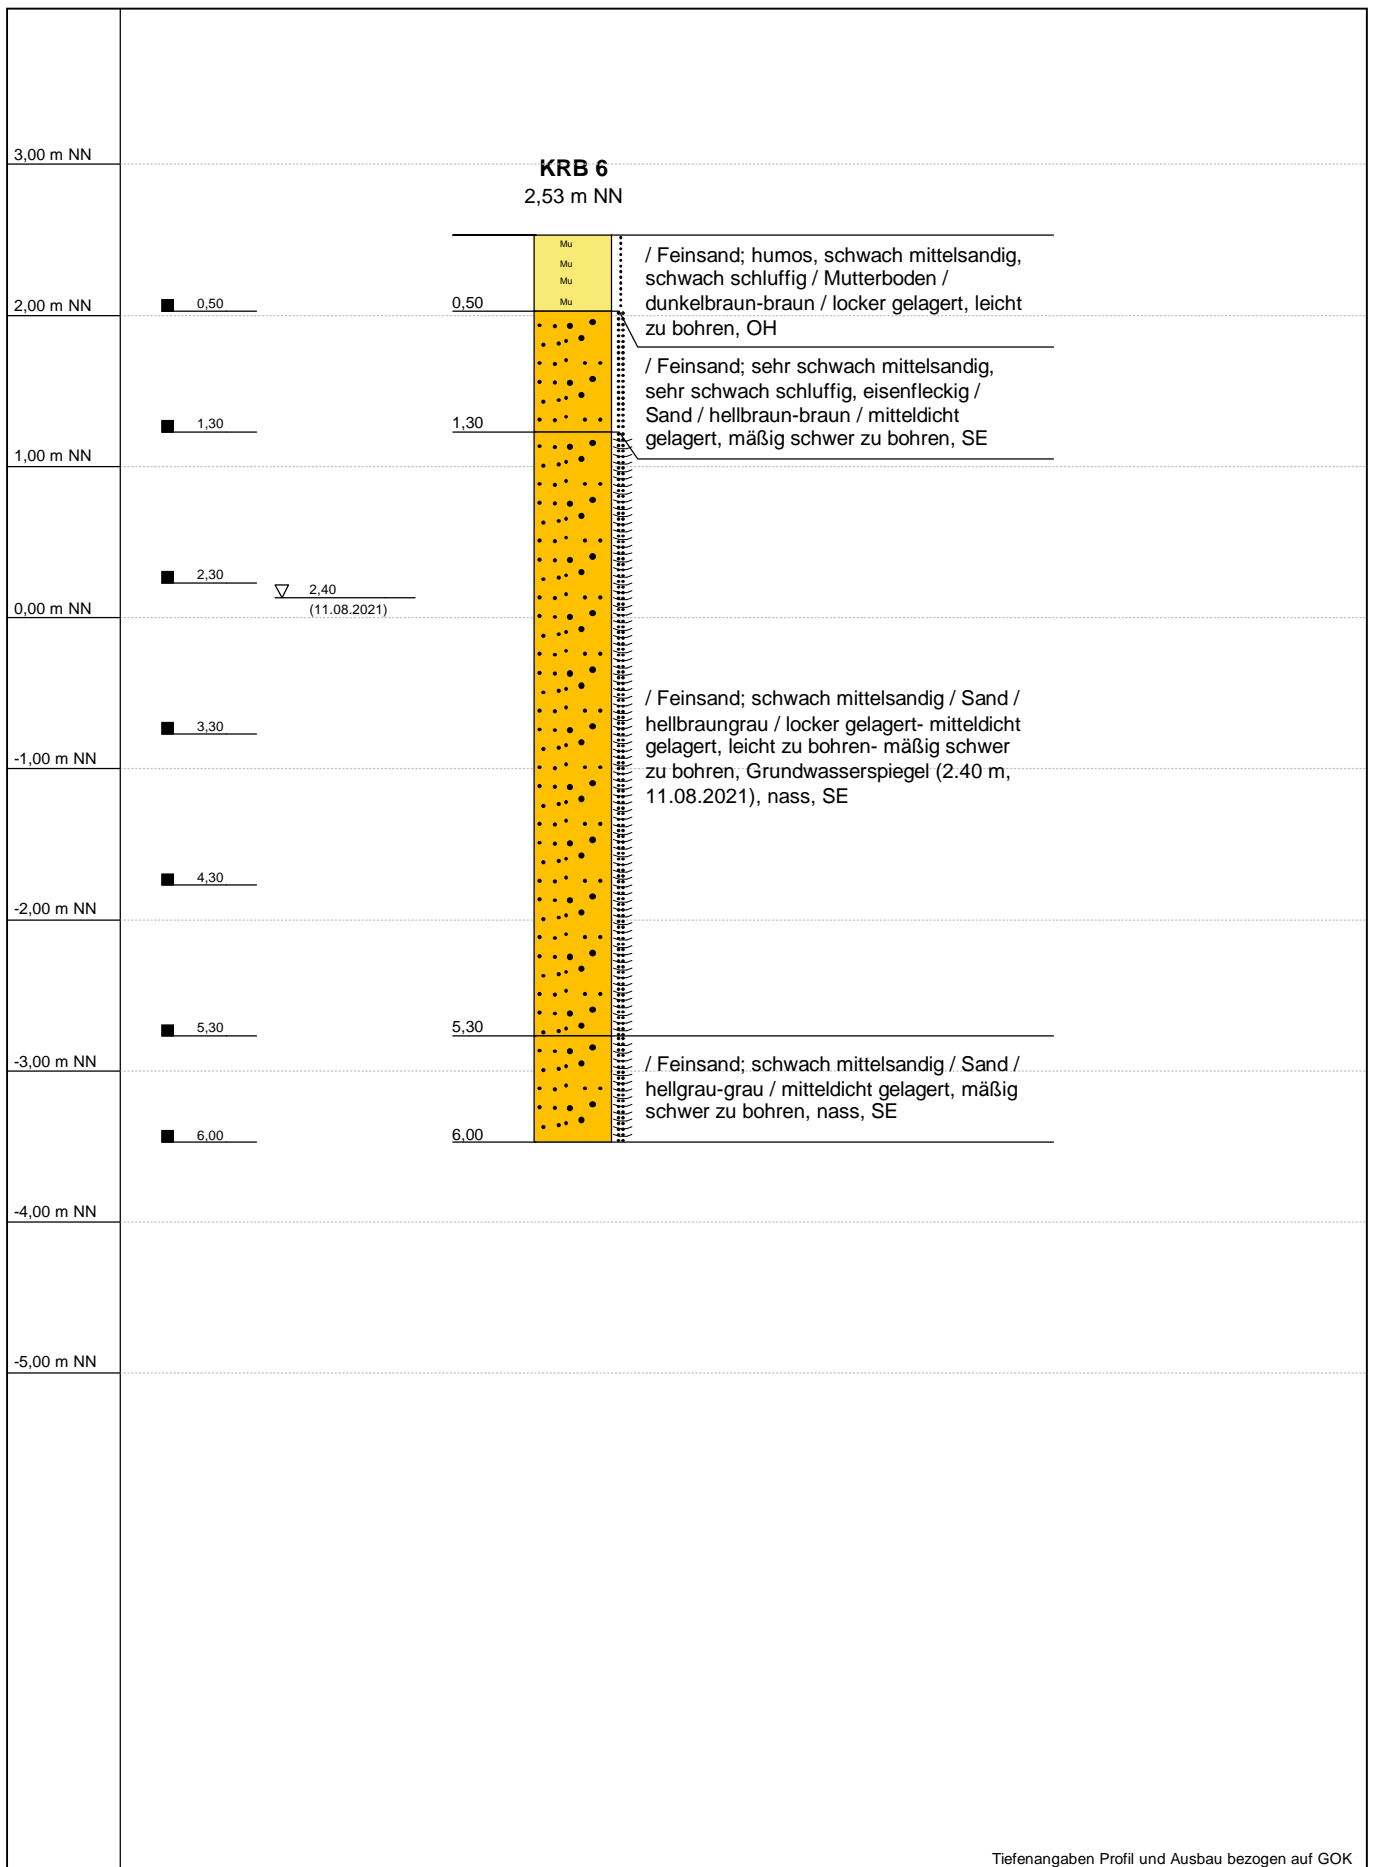 3,00 m NN
KRB 6
2,53 m NN
Mu
Mu
Mu
Mu
/ Feinsand; humos, schwach mittelsandig,
schwach schluffig / Mutterboden /
dunkelbraun-braun / locker gelagert, leicht
zu bohren, OH
2,00 m NN
0,50
0,50
/ Feinsand; sehr schwach mittelsandig,
sehr schwach schluffig, eisenfleckig /
Sand / hellbraun-braun / mitteldicht
gelagert, mäßig schwer zu bohren, SE
1,30
1,30
1,00 m NN
2,30
2,40
(11.08.2021)
0,00 m NN
/ Feinsand; schwach mittelsandig / Sand /
hellbraungrau / locker gelagert- mitteldicht
gelagert, leicht zu bohren- mäßig schwer
zu bohren, Grundwasserspiegel (2.40 m,
11.08.2021), nass, SE
3,30
-1,00 m NN
4,30
-2,00 m NN
5,30
5,30
-3,00 m NN
/ Feinsand; schwach mittelsandig / Sand /
hellgrau-grau / mitteldicht gelagert, mäßig
schwer zu bohren, nass, SE
6,00
6,00
-4,00 m NN
-5,00 m NN
Tiefenangaben Profil und Ausbau bezogen auf GOK